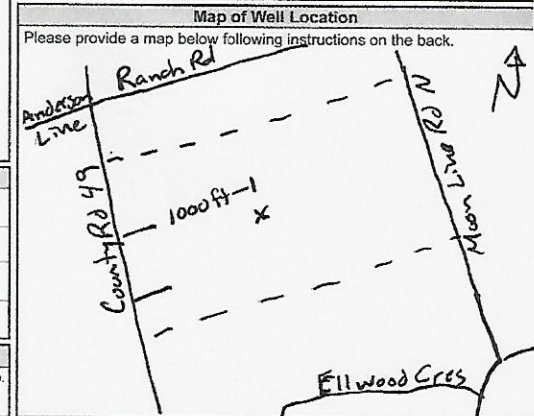 Map of Well Location
Please provide a map below following instructions on the back.
Ranch Rd
N
Anderson
Line
County Rd 49
1000ft-1
x
Moon Line Rd N
Ellwood Cres